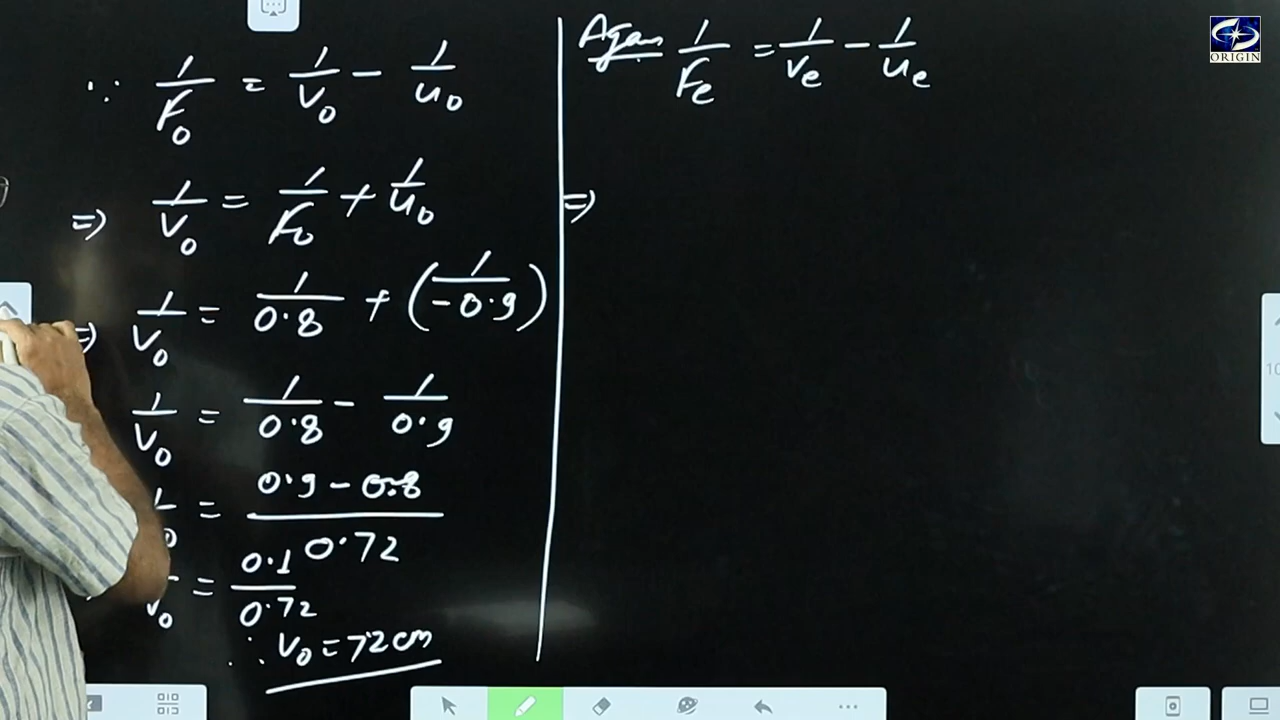 ∵ 1/F₀ = 1/V₀ - 1/u₀
⇒ 1/V₀ = 1/F₀ + 1/u₀
⇒ 1/V₀ = 1/0.8 + (1/-0.9)
1/V₀ = 1/0.8 - 1/0.9
= 0.9 - 0.8 / 0.72
V₀ = 0.1/0.72
∴ V₀ = 7.2 cm
Again 1/Fₑ = 1/Vₑ - 1/uₑ
⇒
ORIGIN